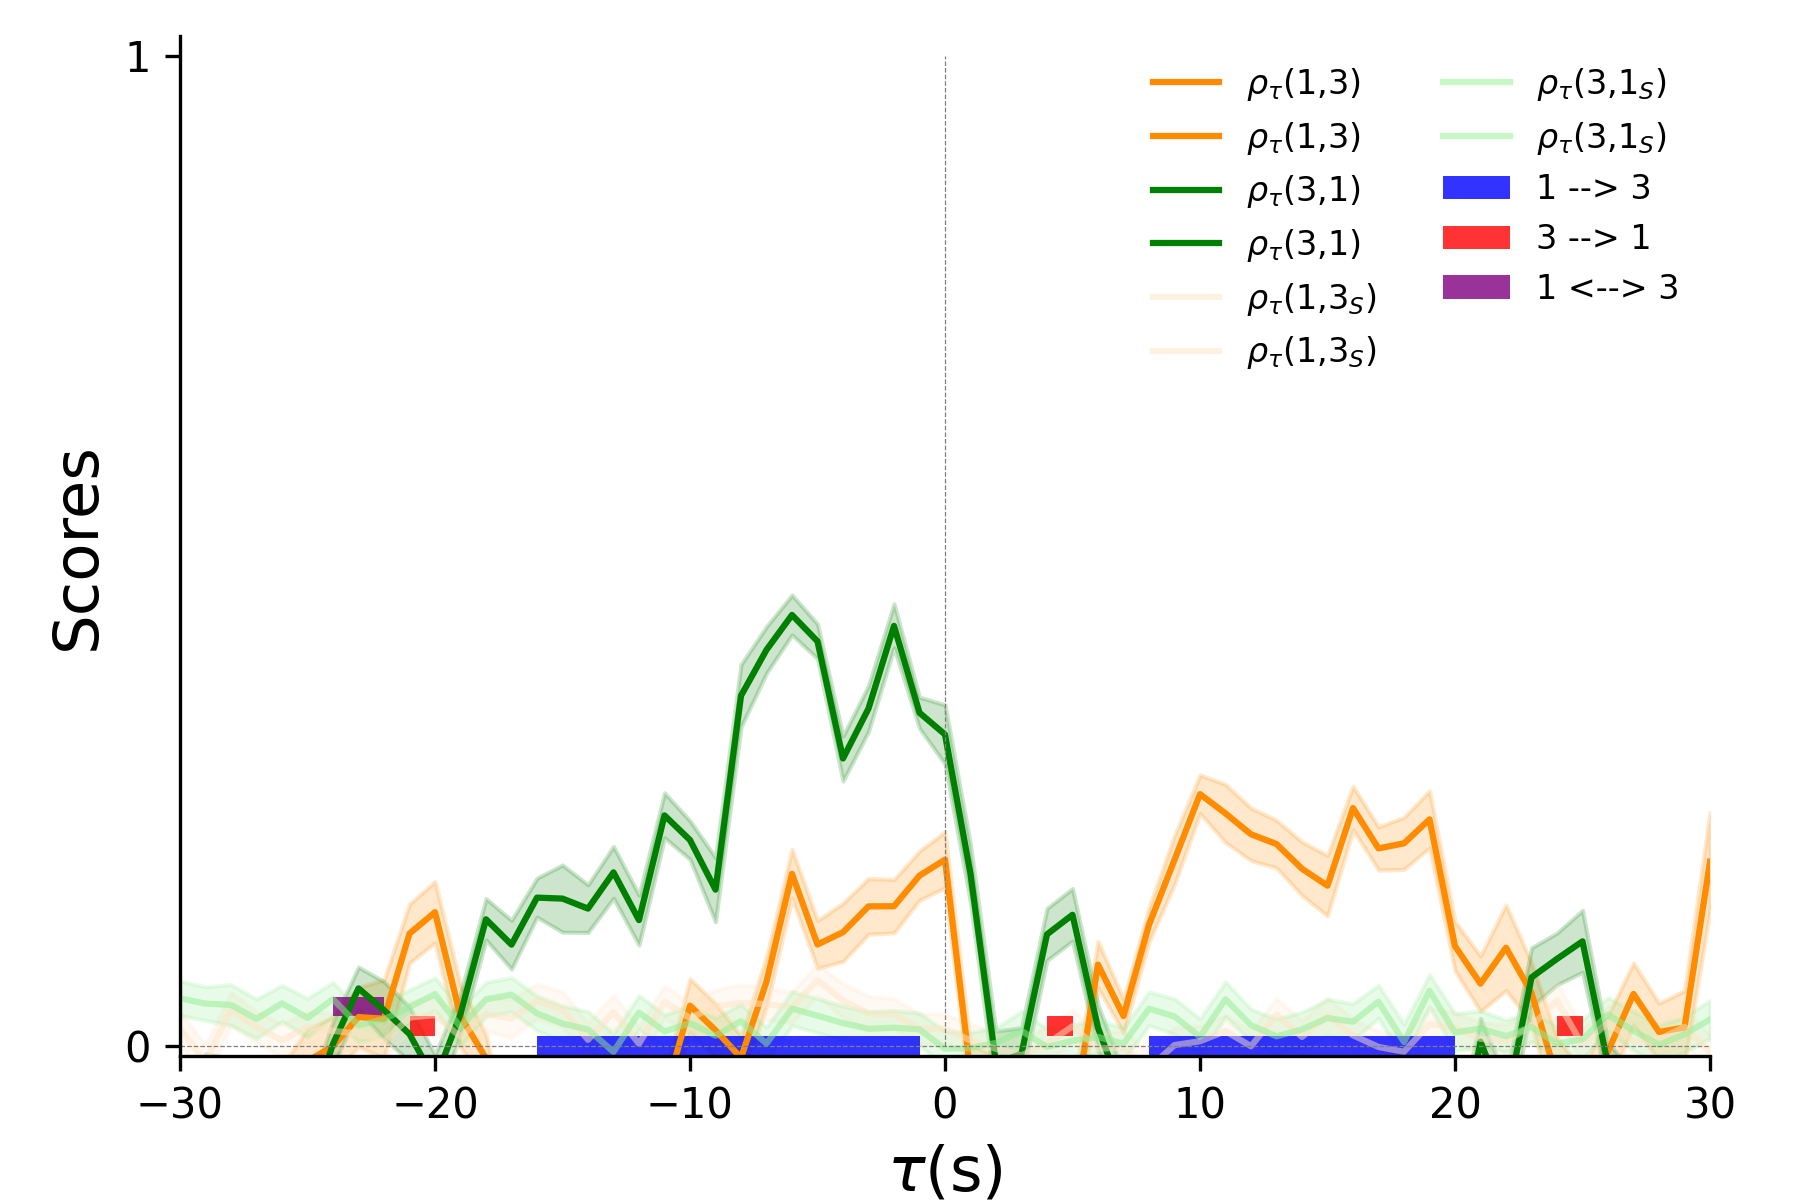 1
0
Scores
−30 −20 −10 0 10 20 30
τ(s)
ρτ(1,3)
ρτ(1,3)
ρτ(3,1)
ρτ(3,1)
ρτ(1,3S)
ρτ(1,3S)
ρτ(3,1S)
ρτ(3,1S)
1 --> 3
3 --> 1
1 <--> 3